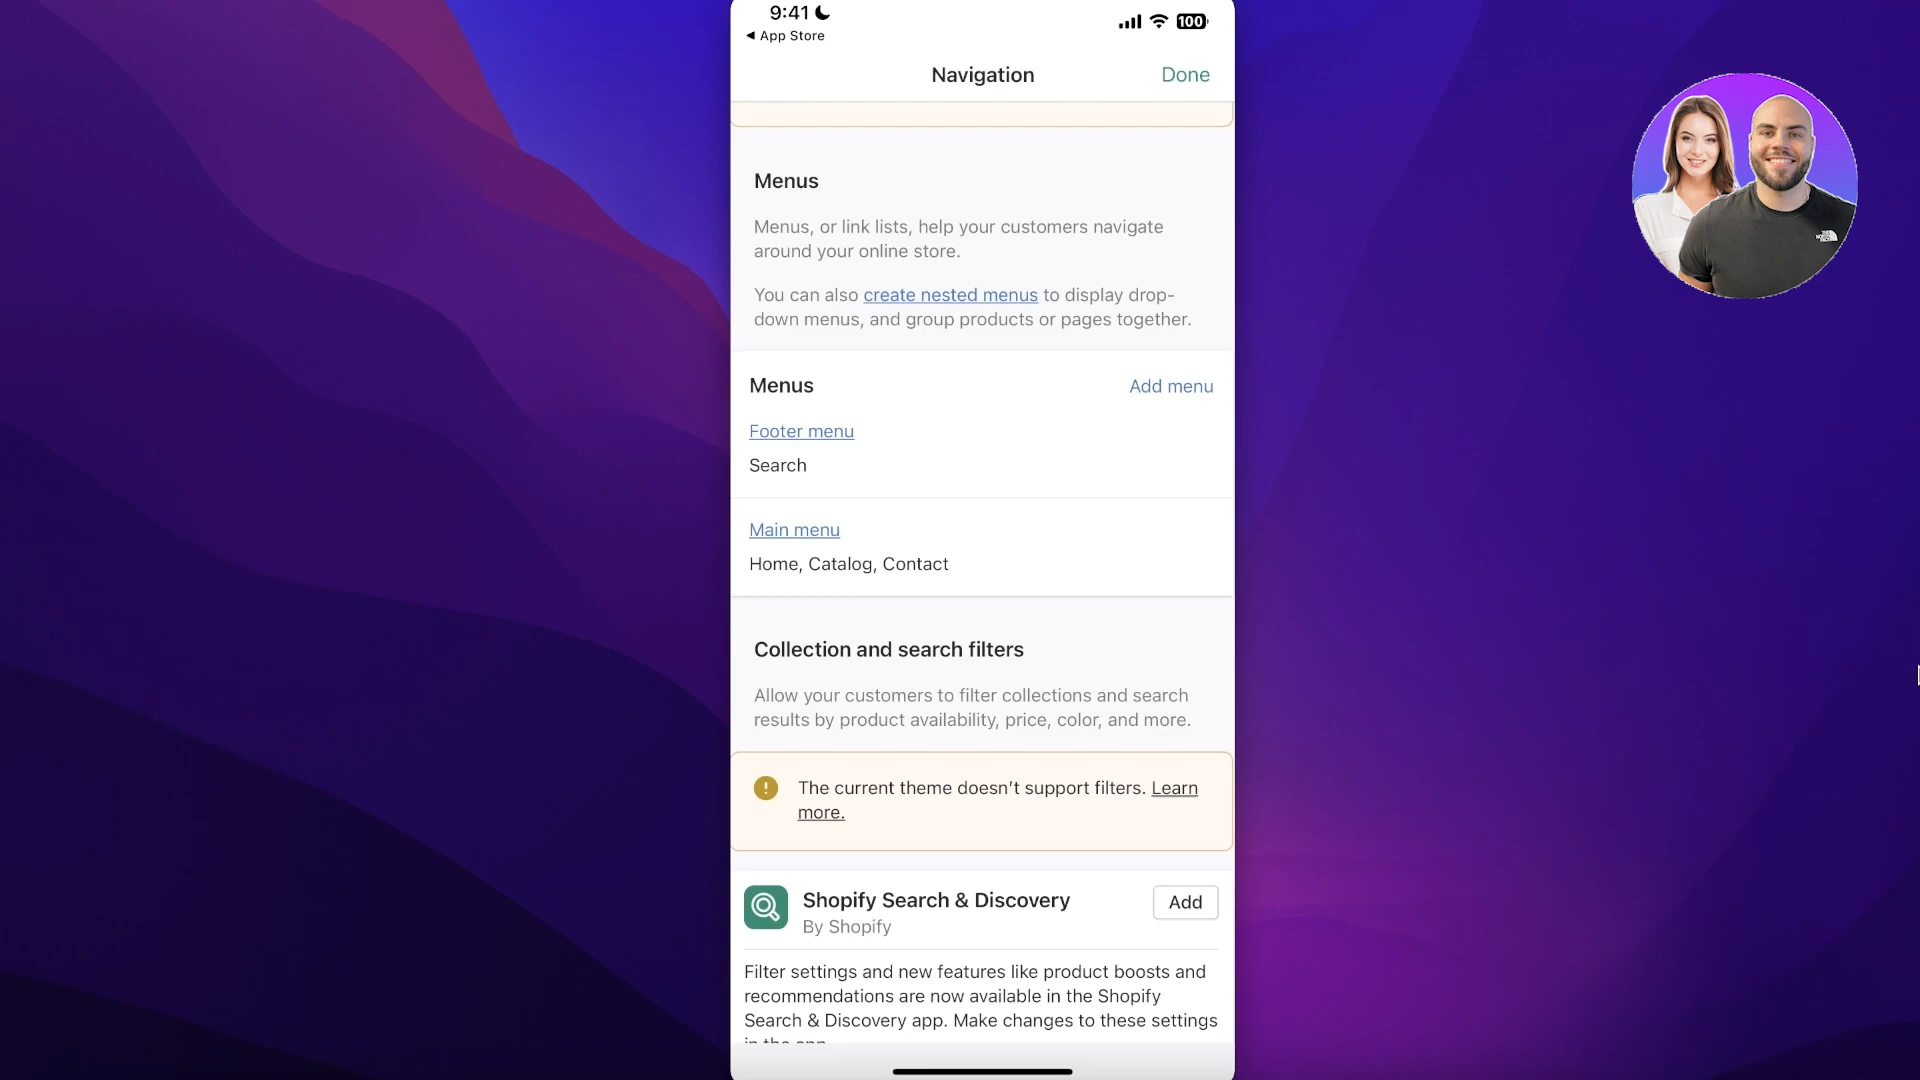 9:41
100
App Store
Navigation
Done
Menus
Menus, or link lists, help your customers navigate
around your online store.
You can also create nested menus to display drop-
down menus, and group products or pages together.
Menus
Add menu
Footer menu
Search
Main menu
Home, Catalog, Contact
Collection and search filters
Allow your customers to filter collections and search
results by product availability, price, color, and more.
The current theme doesn't support filters. Learn
more.
Shopify Search & Discovery
Add
By Shopify
Filter settings and new features like product boosts and
recommendations are now available in the Shopify
Search & Discovery app. Make changes to these settings
in the app.